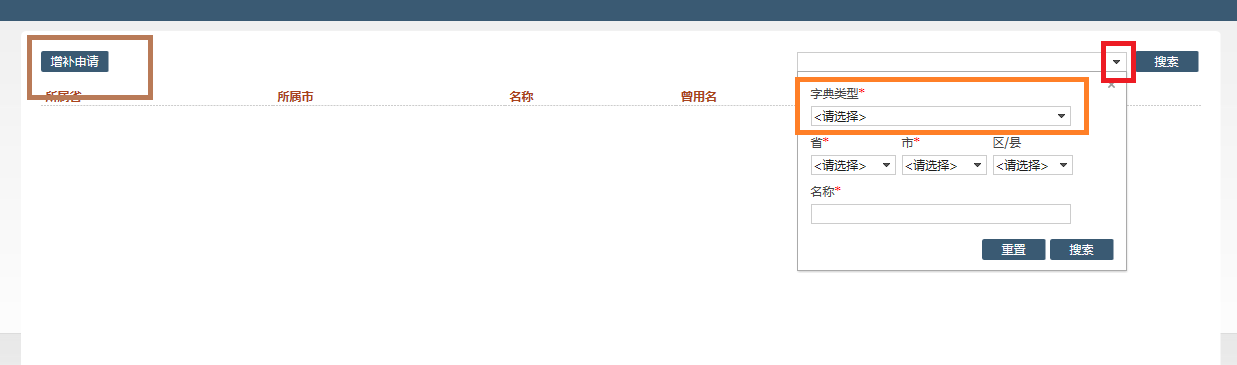 增补申请
搜索
所属省 所属市 名称 曾用名
字典类型*
<请选择>
省* 市* 区/县
<请选择> <请选择> <请选择>
名称*
重置 搜索